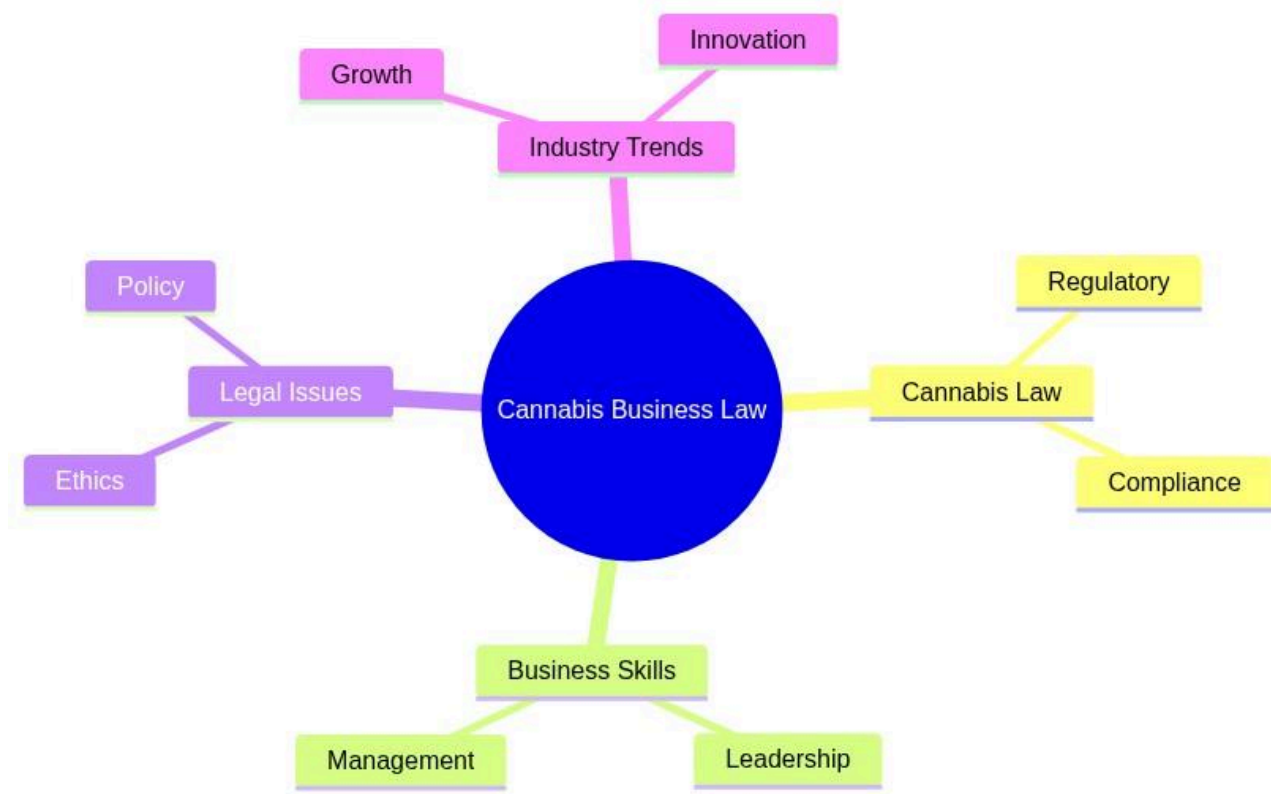 Innovation
Growth
Industry Trends
Policy
Regulatory
Legal Issues
Cannabis Business Law
Cannabis Law
Ethics
Compliance
Business Skills
Management
Leadership